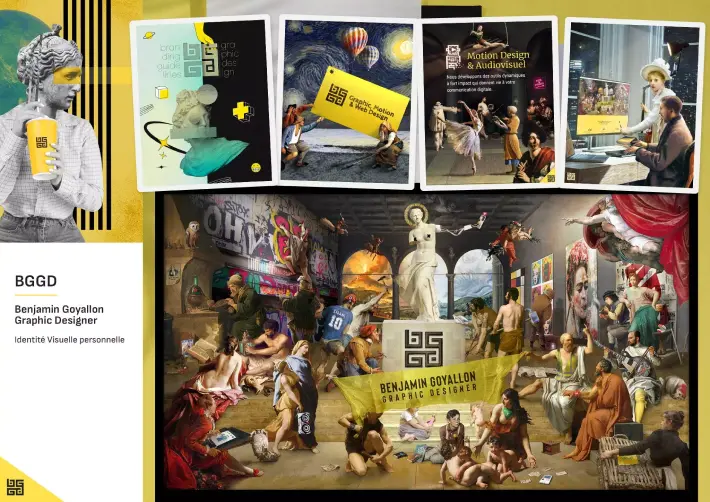 bran
ding
guide
lines
gra
phic
des
ign
Graphic, Motion
& Web Design
Motion Design
& Audiovisuel
Nous développons des outils dynamiques
à fort impact qui donnent vie à votre
communication digitale.
10
BGGD
Benjamin Goyallon
Graphic Designer
Identité Visuelle personnelle
BENJAMIN GOYALLON
GRAPHIC DESIGNER